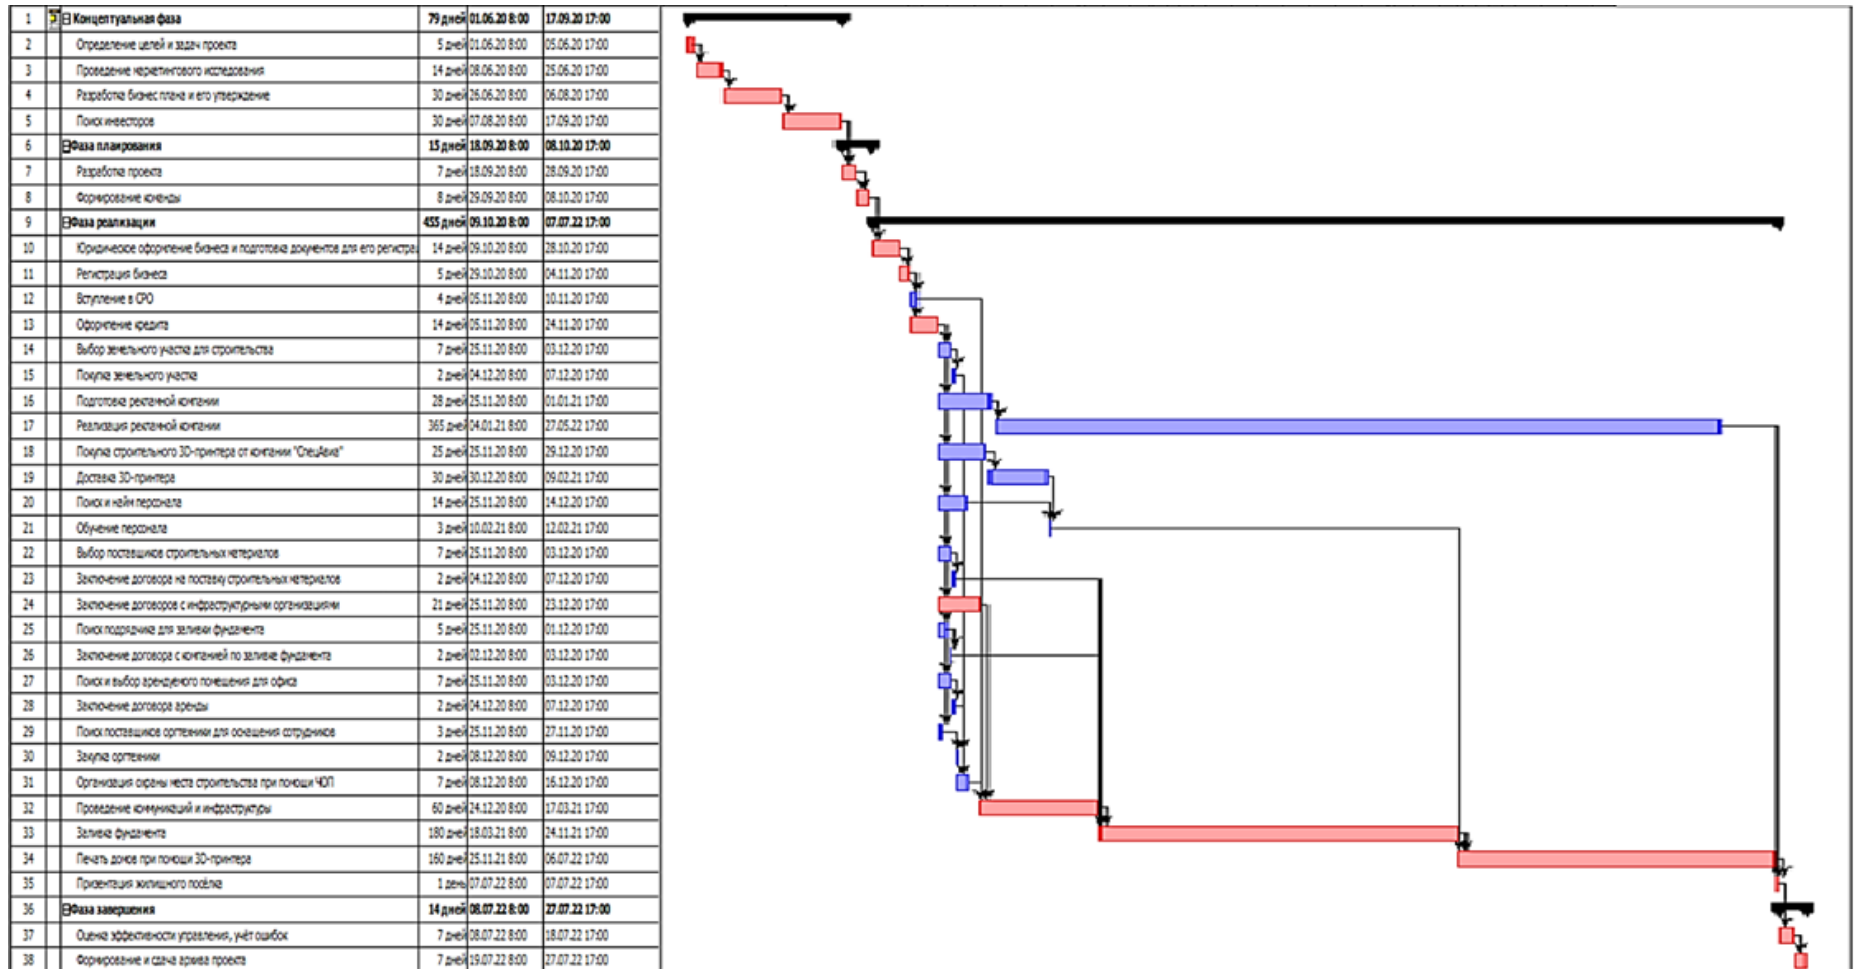 1 Концептуальная фаза 79 дней 01.06.20 8:00 17.09.20 17:00
2 Определение целей и задач проекта 5 дней 01.06.20 8:00 05.06.20 17:00
3 Проведение маркетингового исследования 14 дней 08.06.20 8:00 25.06.20 17:00
4 Разработка бизнес плана и его утверждение 30 дней 26.06.20 8:00 06.08.20 17:00
5 Поиск инвесторов 30 дней 07.08.20 8:00 17.09.20 17:00
6 Фаза плаирования 15 дней 18.09.20 8:00 08.10.20 17:00
7 Разработка проекта 7 дней 18.09.20 8:00 28.09.20 17:00
8 Формирование команды 8 дней 29.09.20 8:00 08.10.20 17:00
9 Фаза реализации 455 дней 09.10.20 8:00 07.07.22 17:00
10 Юридическое оформление бизнеса и подготовка документов для его регистрац 14 дней 09.10.20 8:00 28.10.20 17:00
11 Регистрация бизнеса 5 дней 29.10.20 8:00 04.11.20 17:00
12 Вступление в СРО 4 дней 05.11.20 8:00 10.11.20 17:00
13 Оформление кредита 14 дней 05.11.20 8:00 24.11.20 17:00
14 Выбор земельного участка для строительства 7 дней 25.11.20 8:00 03.12.20 17:00
15 Покупка земельного участка 2 дней 04.12.20 8:00 07.12.20 17:00
16 Подготовка рекламной компании 28 дней 25.11.20 8:00 01.01.21 17:00
17 Реализация рекламной компании 365 дней 04.01.21 8:00 27.05.22 17:00
18 Покупка строительного 3D-принтера от компании "СпецАвиа" 25 дней 25.11.20 8:00 29.12.20 17:00
19 Доставка 3D-принтера 30 дней 30.12.20 8:00 09.02.21 17:00
20 Поиск и найм персонала 14 дней 25.11.20 8:00 14.12.20 17:00
21 Обучение персонала 3 дней 10.02.21 8:00 12.02.21 17:00
22 Выбор поставщиков строительных материалов 7 дней 25.11.20 8:00 03.12.20 17:00
23 Заключение договора на поставку строительных материалов 2 дней 04.12.20 8:00 07.12.20 17:00
24 Заключение договоров с инфраструктурными организациями 21 дней 25.11.20 8:00 23.12.20 17:00
25 Поиск подрядчика для заливки фундамента 5 дней 25.11.20 8:00 01.12.20 17:00
26 Заключение договора с компанией по заливке фундамента 2 дней 02.12.20 8:00 03.12.20 17:00
27 Поиск и выбор арендуемого помещения для офиса 7 дней 25.11.20 8:00 03.12.20 17:00
28 Заключение договора аренды 2 дней 04.12.20 8:00 07.12.20 17:00
29 Поиск поставщиков оргтехники для оснащения сотрудников 3 дней 25.11.20 8:00 27.11.20 17:00
30 Закупка оргтехники 2 дней 08.12.20 8:00 09.12.20 17:00
31 Организация охраны места строительства при помощи ЧОП 7 дней 08.12.20 8:00 16.12.20 17:00
32 Проведение коммуникаций и инфраструктуры 60 дней 24.12.20 8:00 17.03.21 17:00
33 Заливка фундамента 180 дней 18.03.21 8:00 24.11.21 17:00
34 Печать домов при помощи 3D-принтера 160 дней 25.11.21 8:00 06.07.22 17:00
35 Призентация жилищного посёлка 1 день 07.07.22 8:00 07.07.22 17:00
36 Фаза завершения 14 дней 08.07.22 8:00 27.07.22 17:00
37 Оценка эффективности управления, учёт ошибок 7 дней 08.07.22 8:00 18.07.22 17:00
38 Формирование и сдача архива проекта 7 дней 19.07.22 8:00 27.07.22 17:00